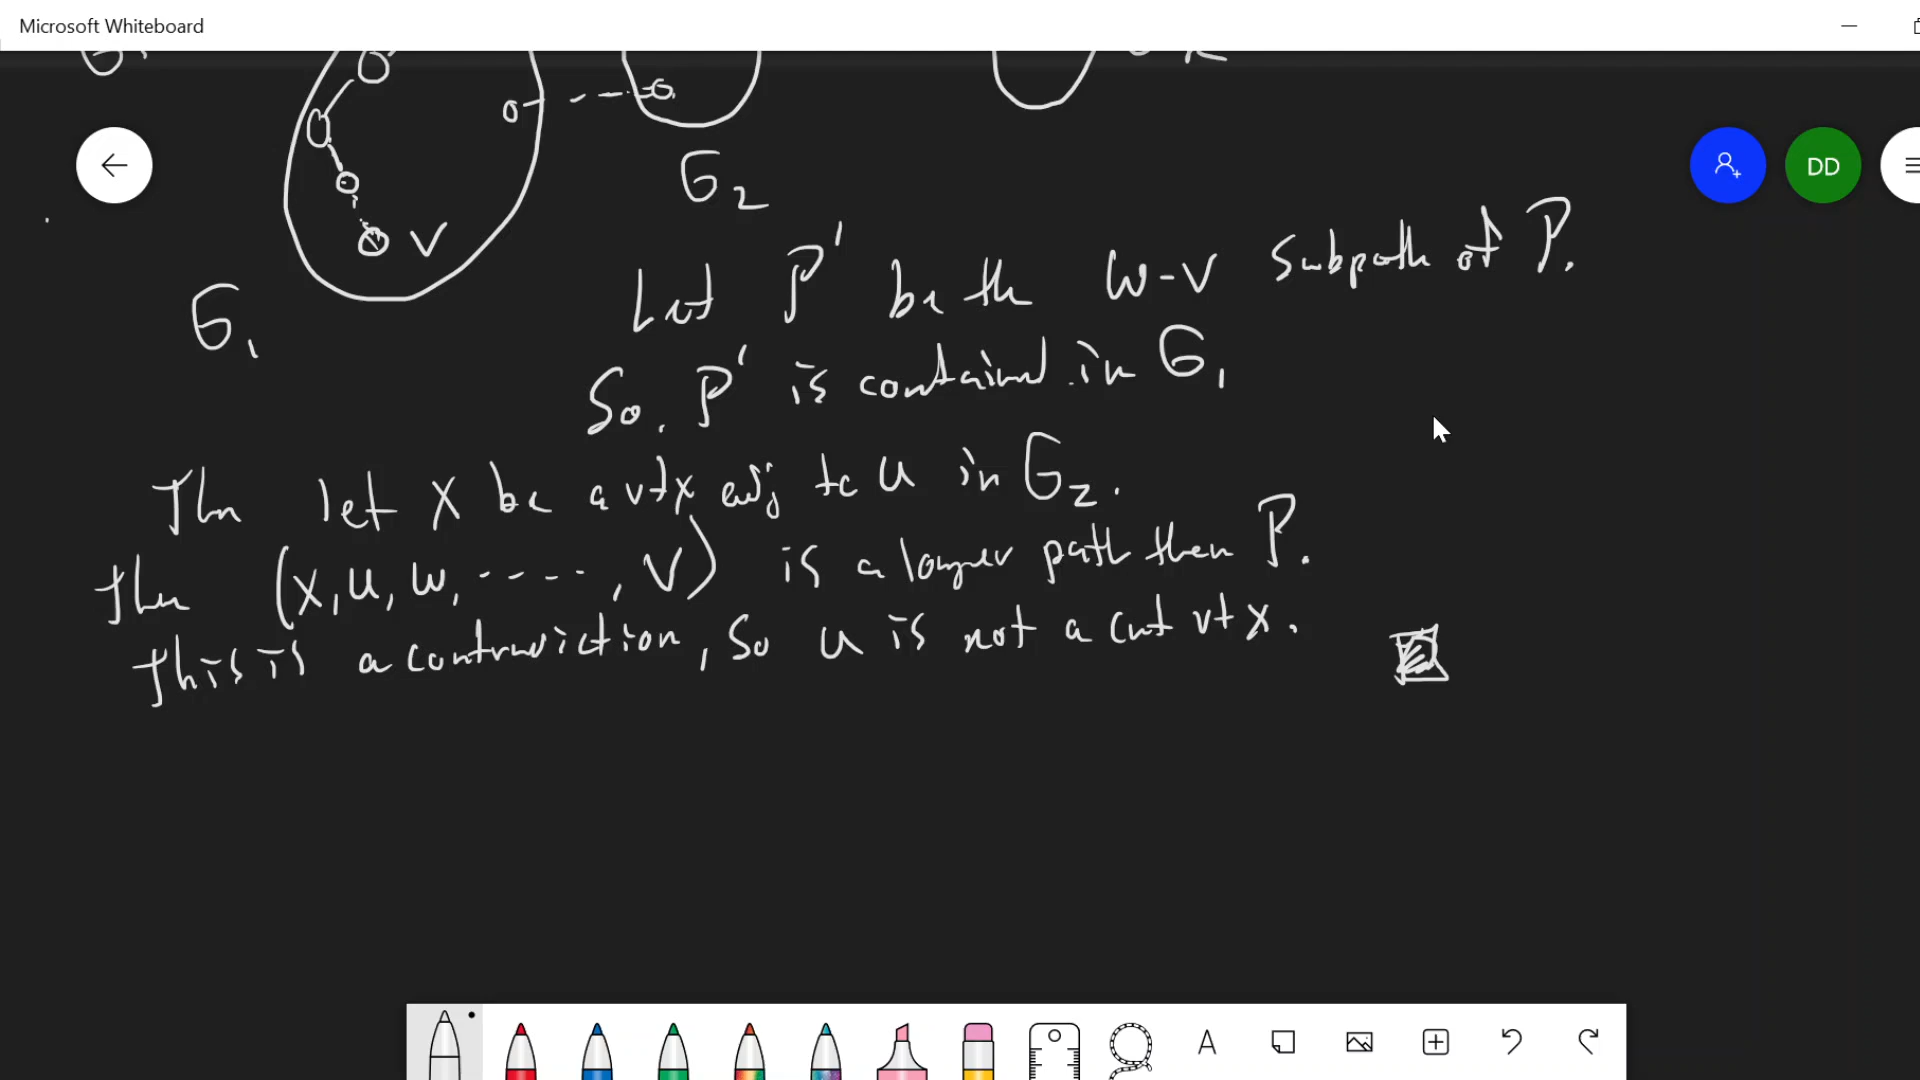 Microsoft Whiteboard
G₂
DD
V
Let P' be the W-V Subpath of P.
G₁
So, P' is contained in G₁
Then let X be a vtx adj to u in G₂.
then (X, u, w, ----, V) is a longer path then P.
this is a contradiction, So u is not a cut vtx.
A